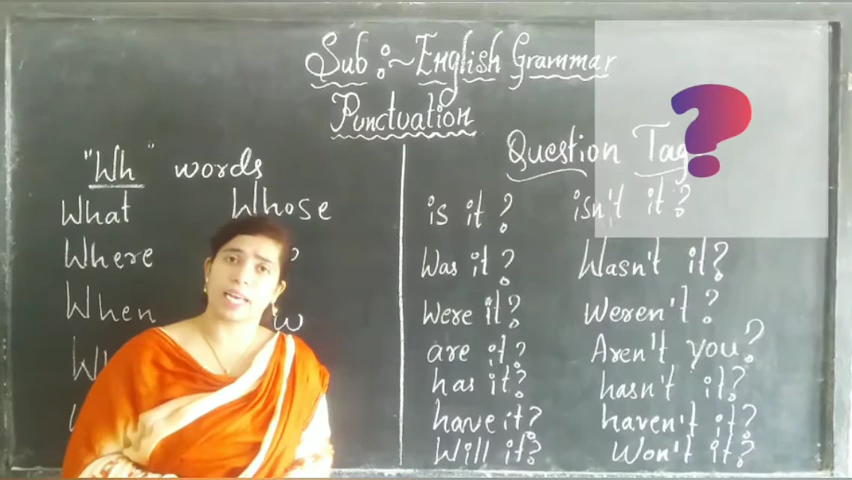 Sub :~ English Grammar
Punctuation
"Wh" words
What Whose
Where
When
Question Tag
is it? isn't it?
Was it? Wasn't it?
Were it? Weren't?
are it? Aren't you?
has it? hasn't it?
have it? haven't it?
Will it? Won't it?